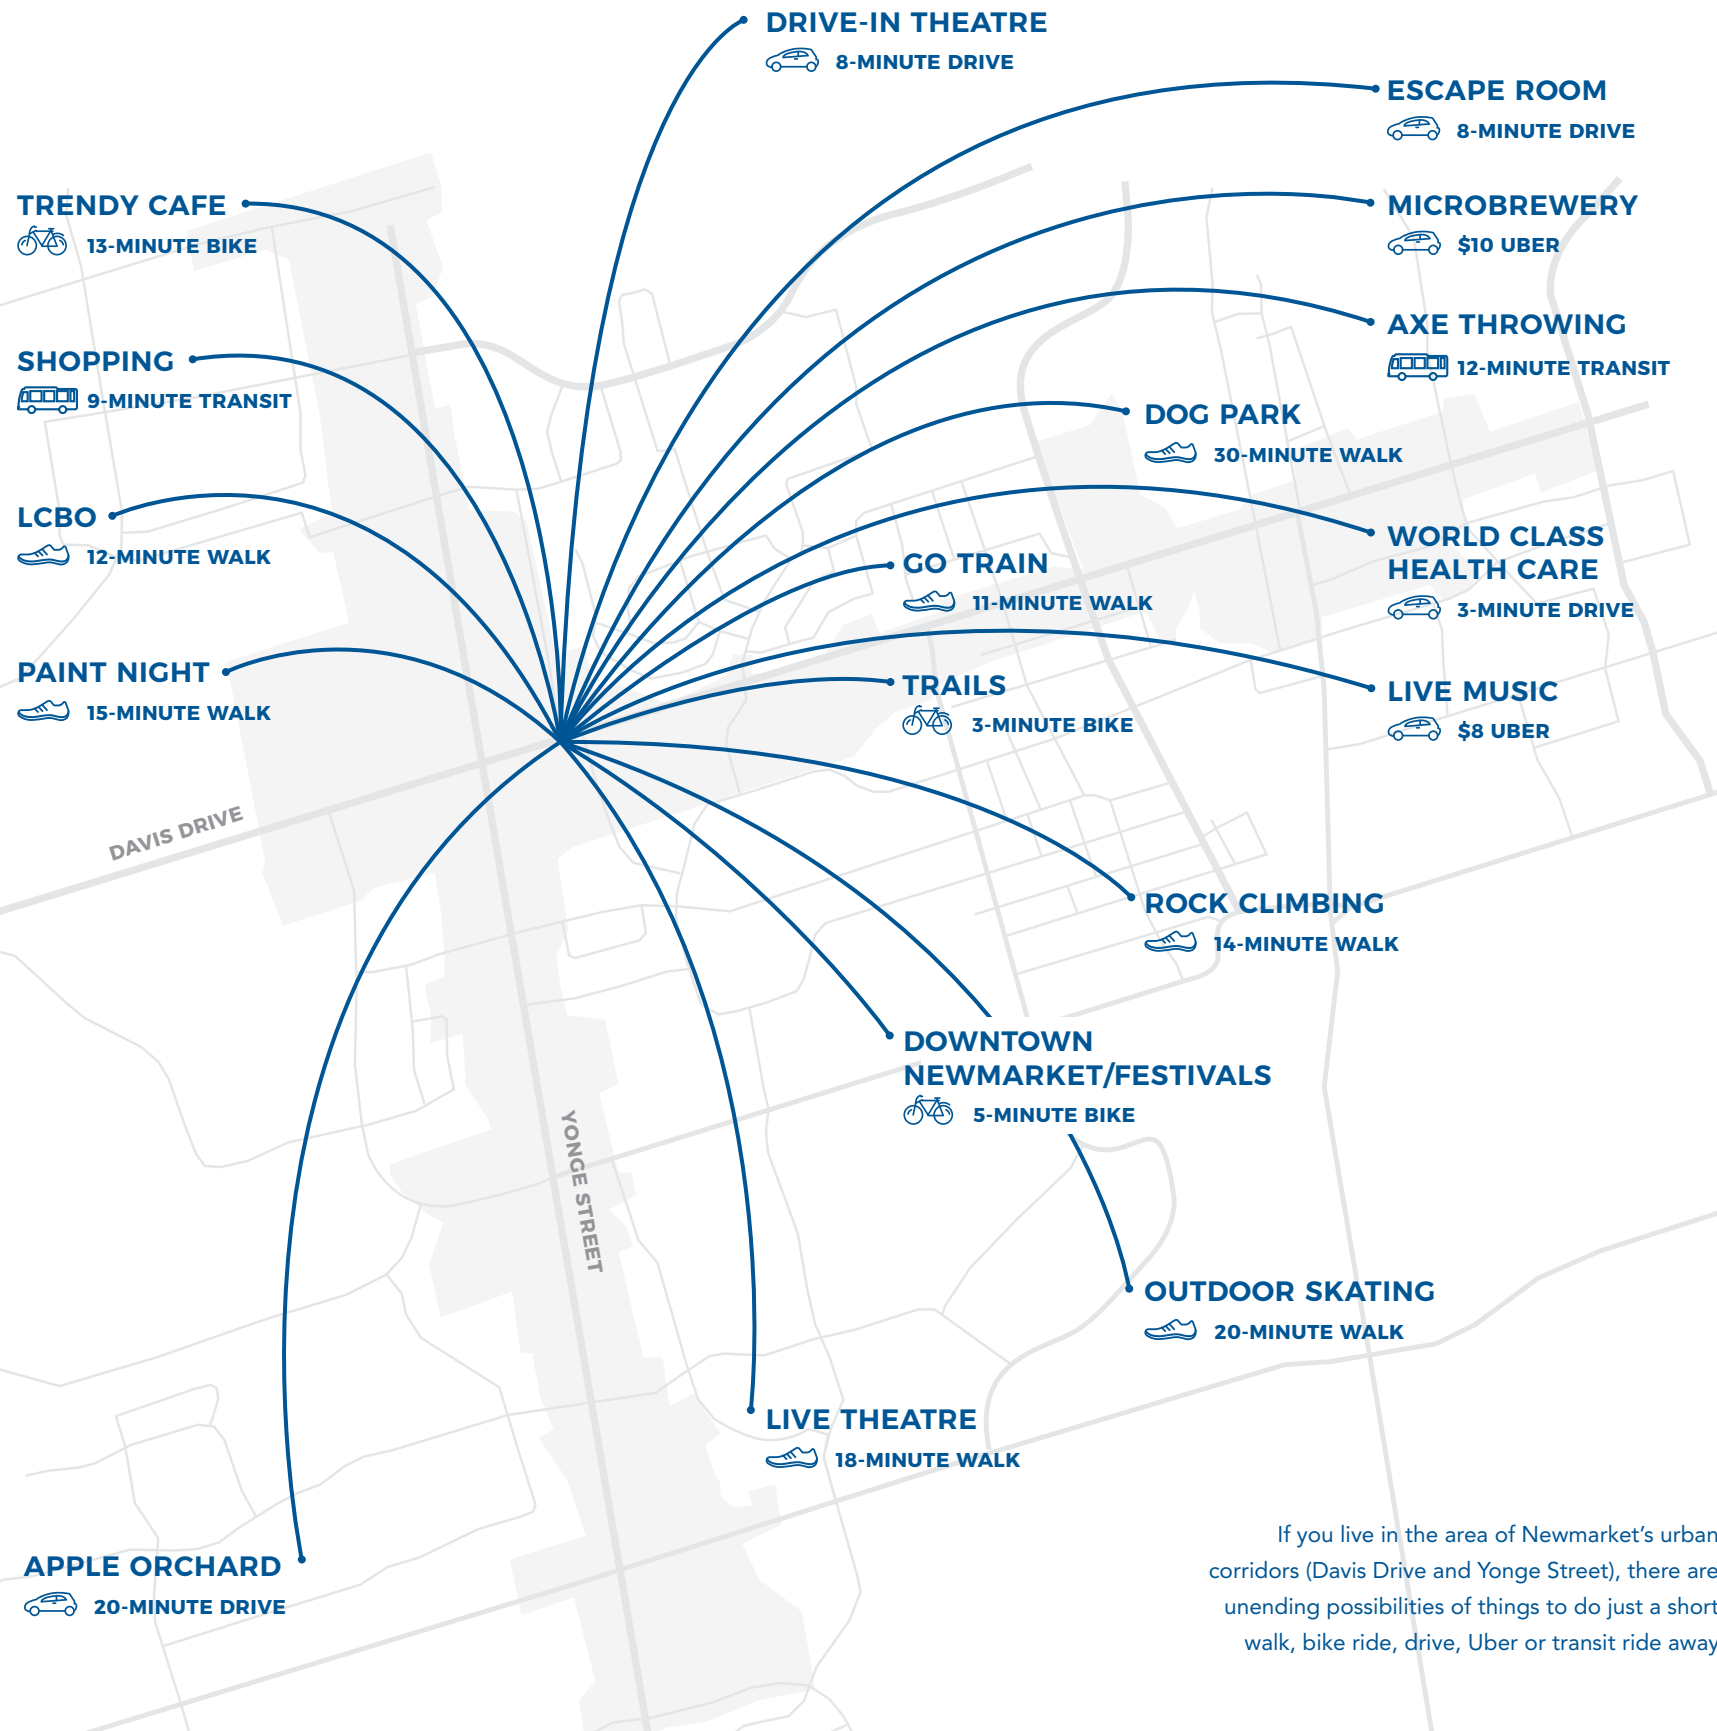 DRIVE-IN THEATRE
8-MINUTE DRIVE
ESCAPE ROOM
8-MINUTE DRIVE
TRENDY CAFE
13-MINUTE BIKE
MICROBREWERY
$10 UBER
AXE THROWING
12-MINUTE TRANSIT
SHOPPING
9-MINUTE TRANSIT
DOG PARK
30-MINUTE WALK
LCBO
12-MINUTE WALK
WORLD CLASS
HEALTH CARE
3-MINUTE DRIVE
GO TRAIN
11-MINUTE WALK
PAINT NIGHT
15-MINUTE WALK
TRAILS
3-MINUTE BIKE
LIVE MUSIC
$8 UBER
DAVIS DRIVE
ROCK CLIMBING
14-MINUTE WALK
DOWNTOWN
NEWMARKET/FESTIVALS
5-MINUTE BIKE
YONGE STREET
OUTDOOR SKATING
20-MINUTE WALK
LIVE THEATRE
18-MINUTE WALK
APPLE ORCHARD
20-MINUTE DRIVE
If you live in the area of Newmarket's urban
corridors (Davis Drive and Yonge Street), there are
unending possibilities of things to do just a short
walk, bike ride, drive, Uber or transit ride away